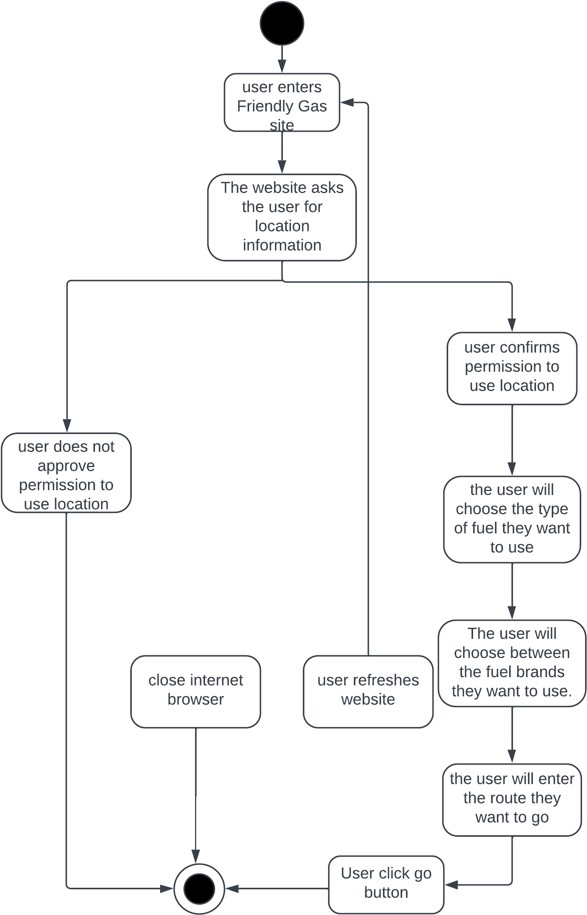 user enters
Friendly Gas
site
The website asks
the user for
location
information
user confirms
permission to
use location
user does not
approve
permission to
use location
the user will
choose the type
of fuel they want
to use
The user will
choose between
the fuel brands
they want to use.
close internet
browser
user refreshes
website
the user will enter
the route they
want to go
User click go
button